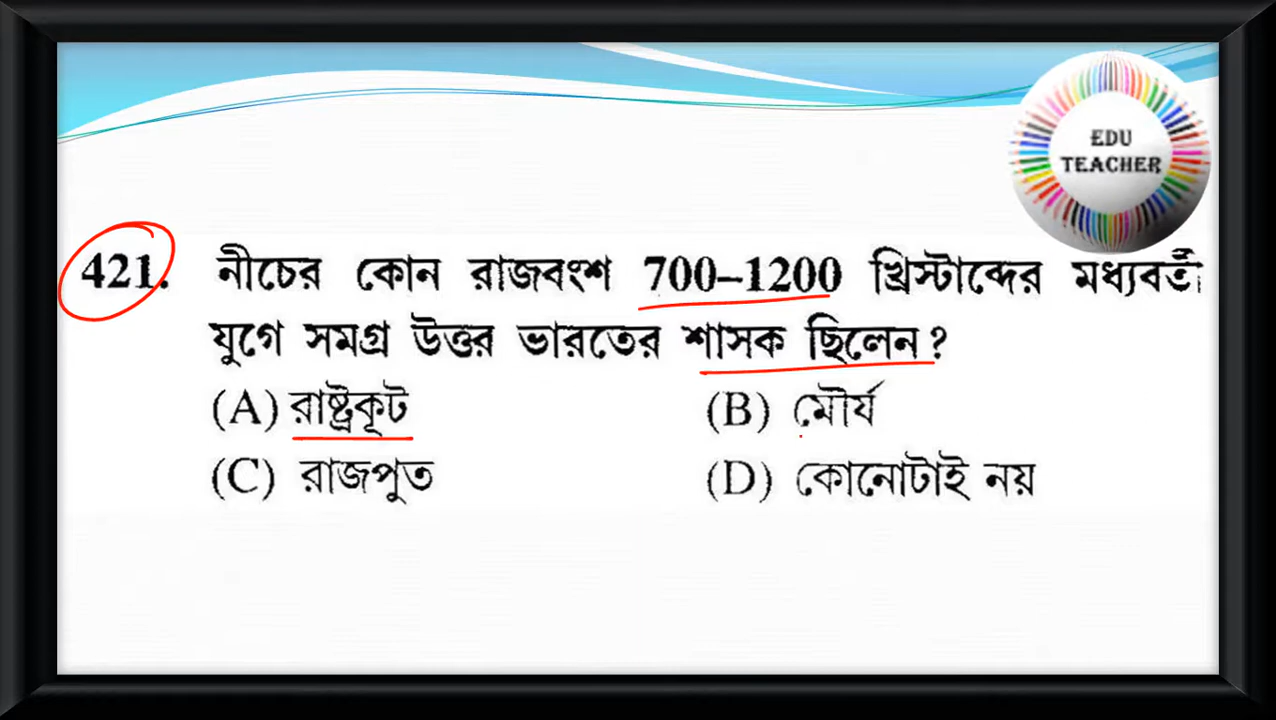 EDU
TEACHER
421. নীচের কোন রাজবংশ 700–1200 খ্রিস্টাব্দের মধ্যবর্তী
যুগে সমগ্র উত্তর ভারতের শাসক ছিলেন ?
(A) রাষ্ট্রকূট (B) মৌর্য
(C) রাজপুত (D) কোনোটাই নয়